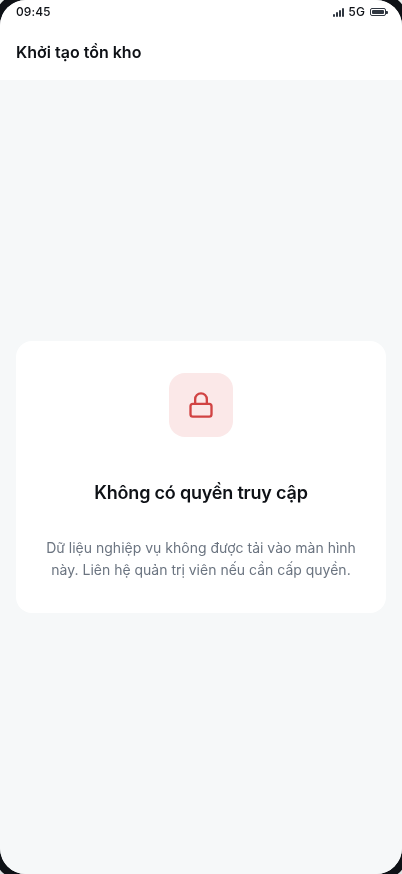 09:45
5G
Khởi tạo tồn kho
Không có quyền truy cập
Dữ liệu nghiệp vụ không được tải vào màn hình
này. Liên hệ quản trị viên nếu cần cấp quyền.